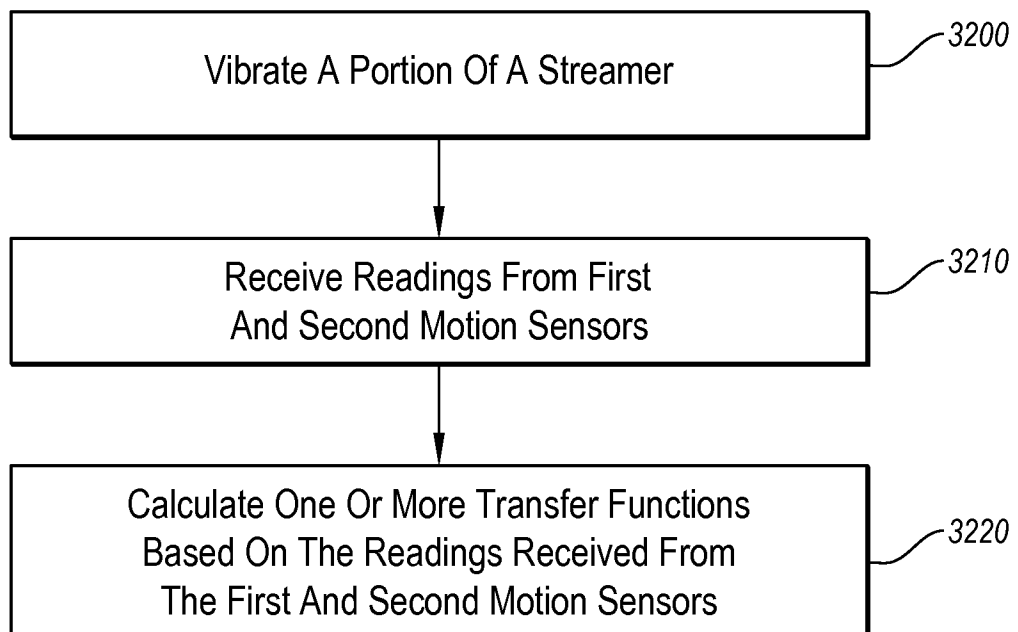 Vibrate A Portion Of A Streamer
3200
Receive Readings From First
And Second Motion Sensors
3210
Calculate One Or More Transfer Functions
Based On The Readings Received From
The First And Second Motion Sensors
3220